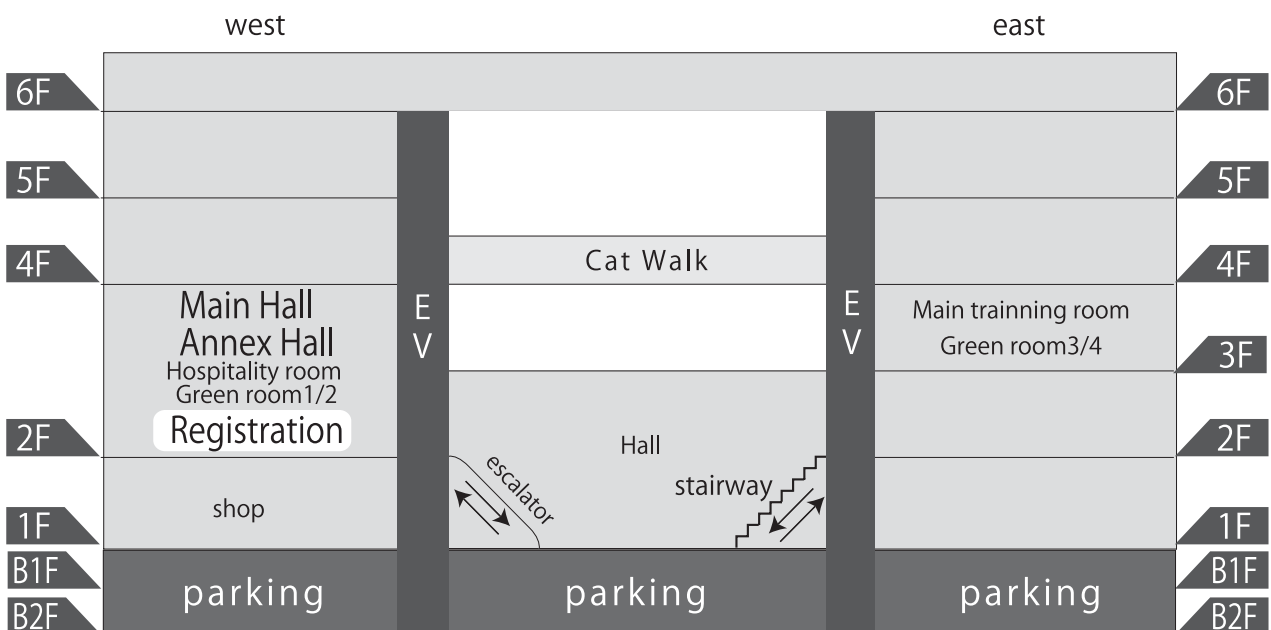 west
east
6F
6F
5F
5F
4F
Cat Walk
4F
Main Hall
Annex Hall
Hospitality room
Green room1/2
Registration
E
V
E
V
Main trainning room
Green room3/4
3F
2F
Hall
2F
escalator
stairway
shop
1F
1F
B1F
B1F
parking
parking
parking
B2F
B2F